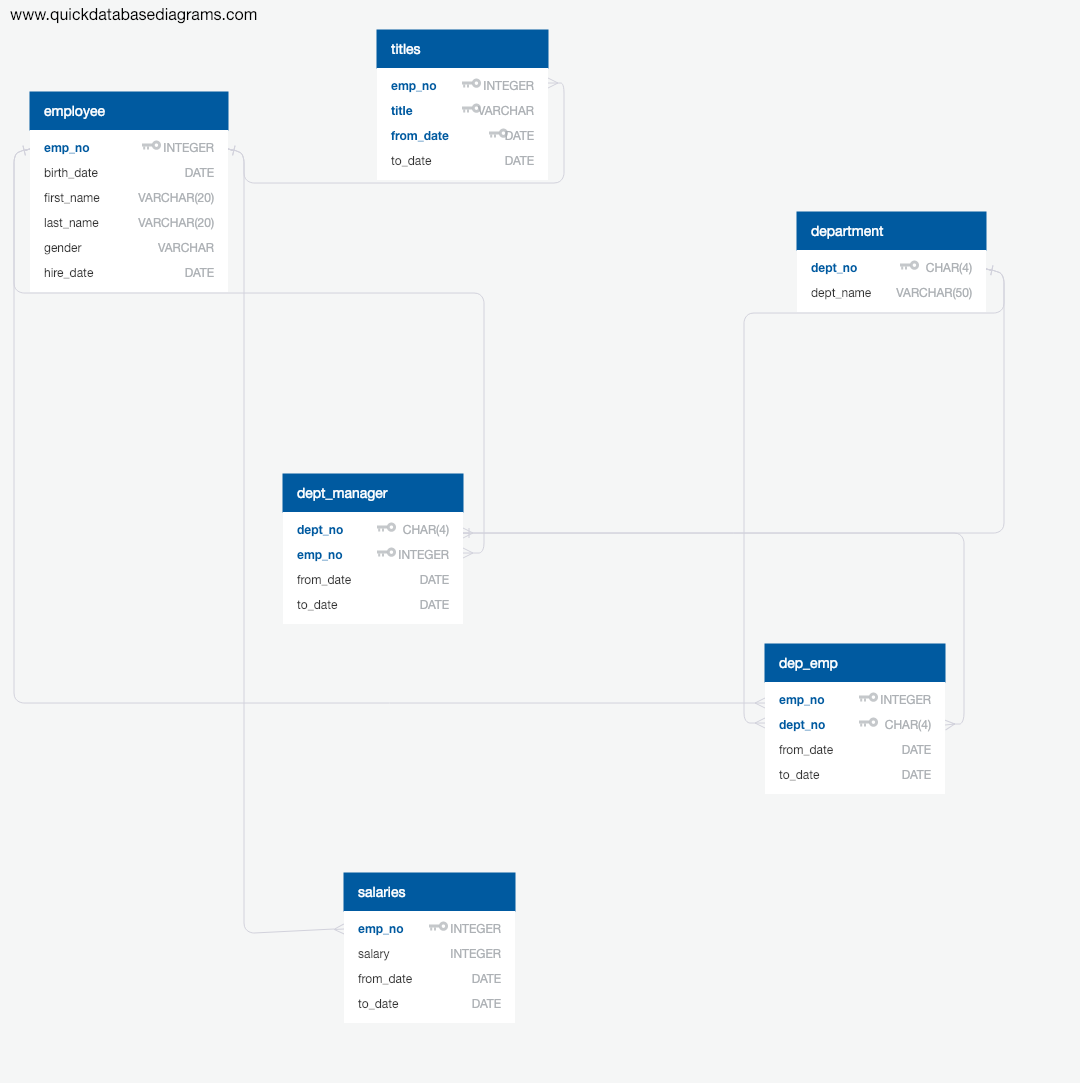 www.quickdatabasediagrams.com
titles
emp_no INTEGER
title VARCHAR
from_date DATE
to_date DATE
employee
emp_no INTEGER
birth_date DATE
first_name VARCHAR(20)
last_name VARCHAR(20)
gender VARCHAR
hire_date DATE
department
dept_no CHAR(4)
dept_name VARCHAR(50)
dept_manager
dept_no CHAR(4)
emp_no INTEGER
from_date DATE
to_date DATE
dep_emp
emp_no INTEGER
dept_no CHAR(4)
from_date DATE
to_date DATE
salaries
emp_no INTEGER
salary INTEGER
from_date DATE
to_date DATE